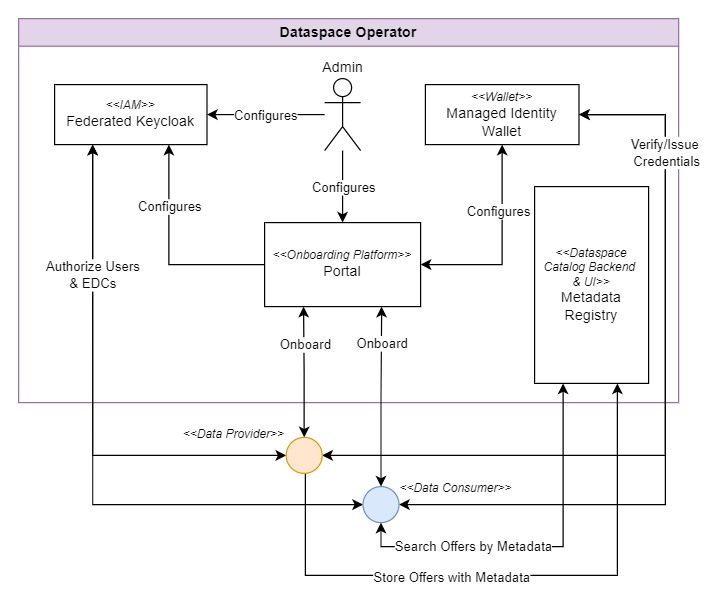 Dataspace Operator
Admin
<<IAM>>
Federated Keycloak
Configures
<<Wallet>>
Managed Identity
Wallet
Verify/Issue
Credentials
Configures
Configures
Configures
<<Onboarding Platform>>
Portal
<<Dataspace
Catalog Backend
& UI>>
Metadata
Registry
Authorize Users
& EDCs
Onboard
Onboard
<<Data Provider>>
<<Data Consumer>>
Search Offers by Metadata
Store Offers with Metadata